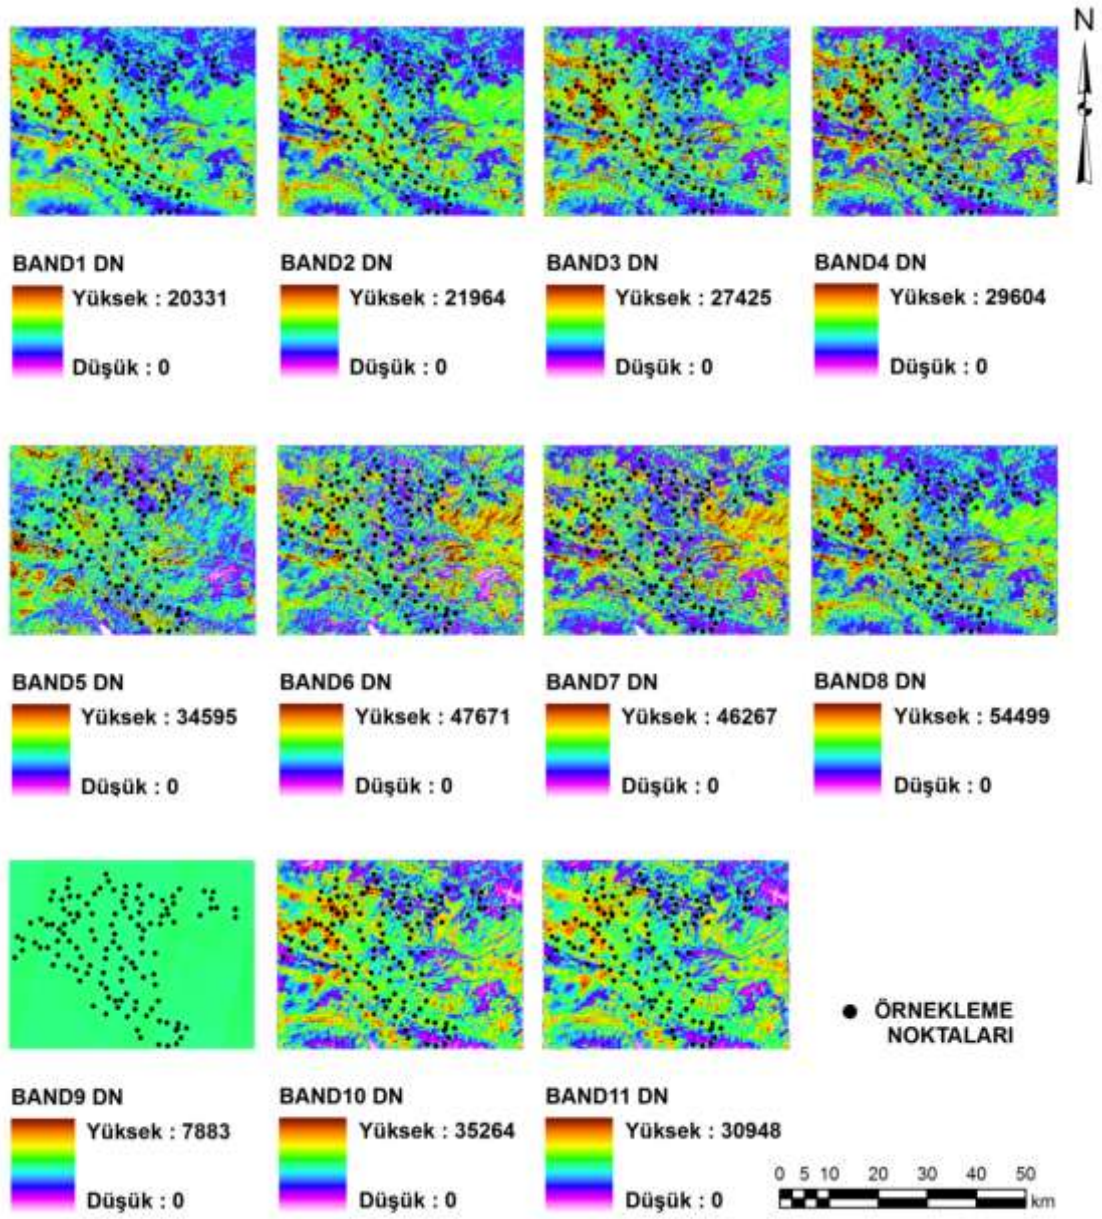 N
BAND1 DN
Yüksek : 20331
Düşük : 0
BAND2 DN
Yüksek : 21964
Düşük : 0
BAND3 DN
Yüksek : 27425
Düşük : 0
BAND4 DN
Yüksek : 29604
Düşük : 0
BAND5 DN
Yüksek : 34595
Düşük : 0
BAND6 DN
Yüksek : 47671
Düşük : 0
BAND7 DN
Yüksek : 46267
Düşük : 0
BAND8 DN
Yüksek : 54499
Düşük : 0
ÖRNEKLEME
NOKTALARI
BAND9 DN
Yüksek : 7883
Düşük : 0
BAND10 DN
Yüksek : 35264
Düşük : 0
BAND11 DN
Yüksek : 30948
Düşük : 0
0 5 10 20 30 40 50
km